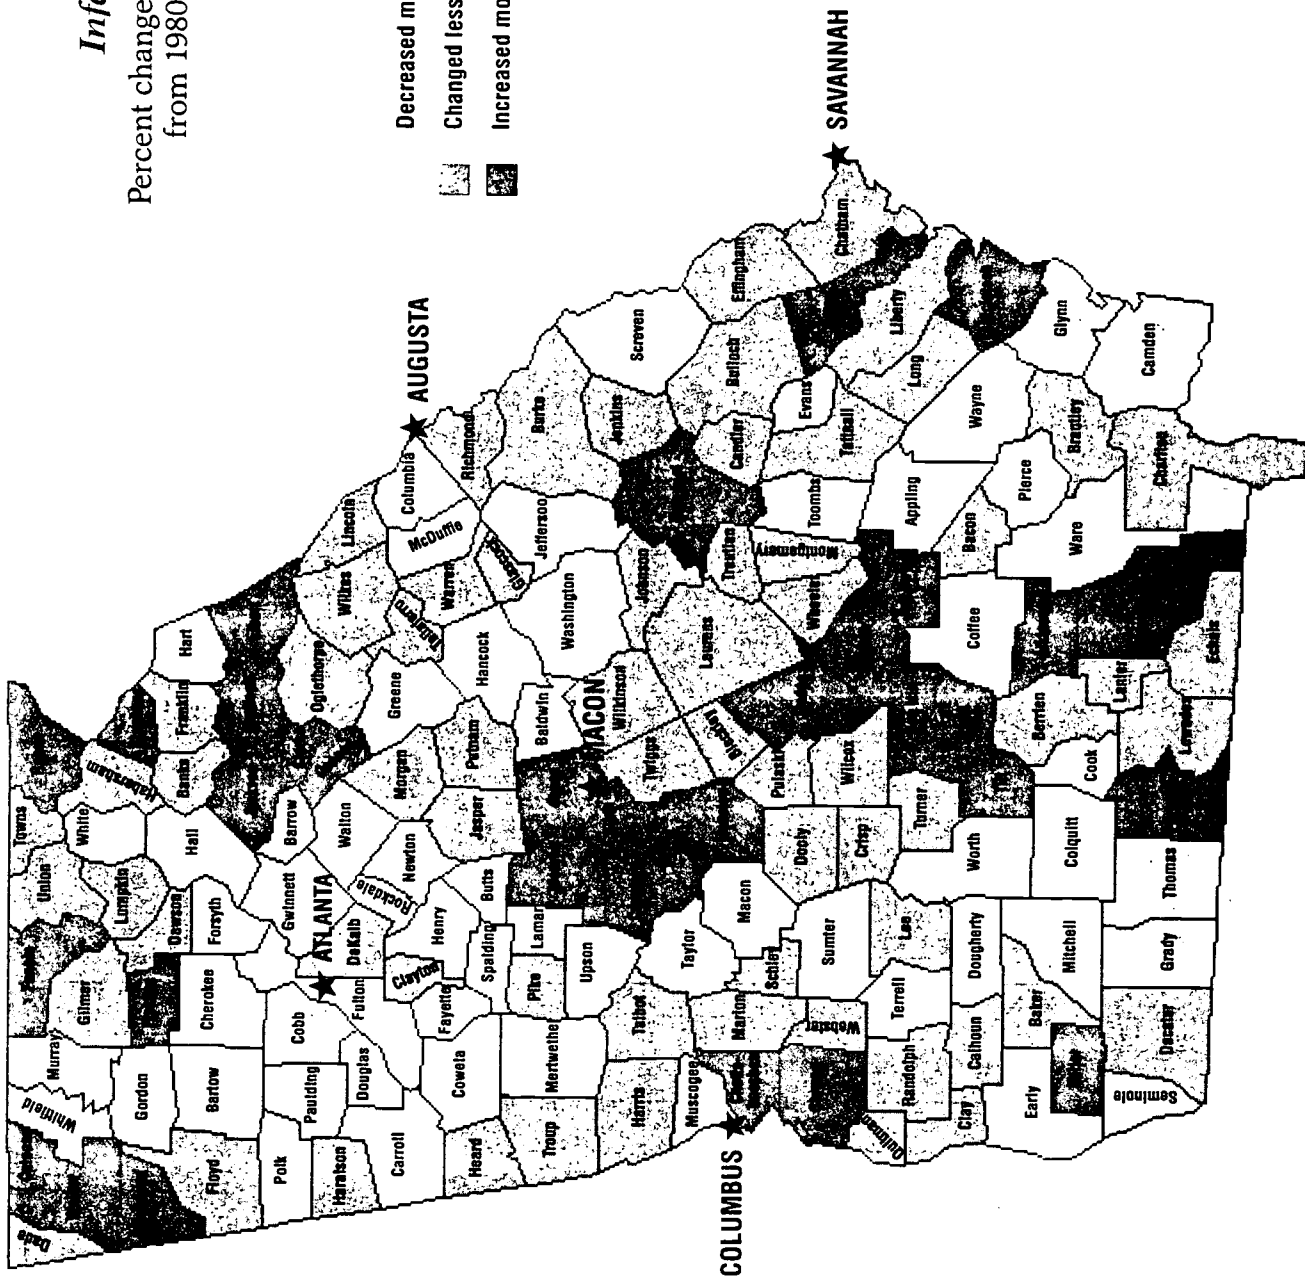 Info
Percent change
from 1980
Decreased m
Changed less
Increased mo
SAVANNAH
AUGUSTA
ATLANTA
MACON
COLUMBUS
Dade
Whitfield
Murray
Gilmer
Union
Towns
White
Habersham
Lumpkin
Dawson
Gordon
Floyd
Bartow
Cherokee
Forsyth
Hall
Banks
Franklin
Hart
Polk
Paulding
Cobb
Gwinnett
Barrow
Haralson
Douglas
Fulton
DeKalb
Rockdale
Walton
Newton
Morgan
Greene
Oglethorpe
Wilkes
Lincoln
Columbia
McDuffie
Warren
Taliaferro
Glascock
Richmond
Carroll
Coweta
Fayette
Clayton
Henry
Butts
Jasper
Putnam
Hancock
Heard
Troup
Meriwether
Pike
Spalding
Lamar
Upson
Baldwin
Washington
Jefferson
Burke
Screven
Jenkins
Harris
Talbot
Taylor
Macon
Twiggs
Wilkinson
Johnson
Laurens
Muscogee
Marion
Schley
Webster
Sumter
Dooly
Crisp
Pulaski
Bleckley
Wilcox
Treutlen
Wheeler
Montgomery
Toombs
Candler
Bulloch
Effingham
Evans
Tattnall
Chatham
Liberty
Long
Quitman
Randolph
Terrell
Lee
Turner
Clay
Calhoun
Dougherty
Worth
Early
Baker
Mitchell
Colquitt
Cook
Berrien
Coffee
Bacon
Appling
Wayne
Pierce
Brantley
Ware
Glynn
Camden
Charlton
Seminole
Decatur
Grady
Thomas
Lowndes
Lanier
Echols